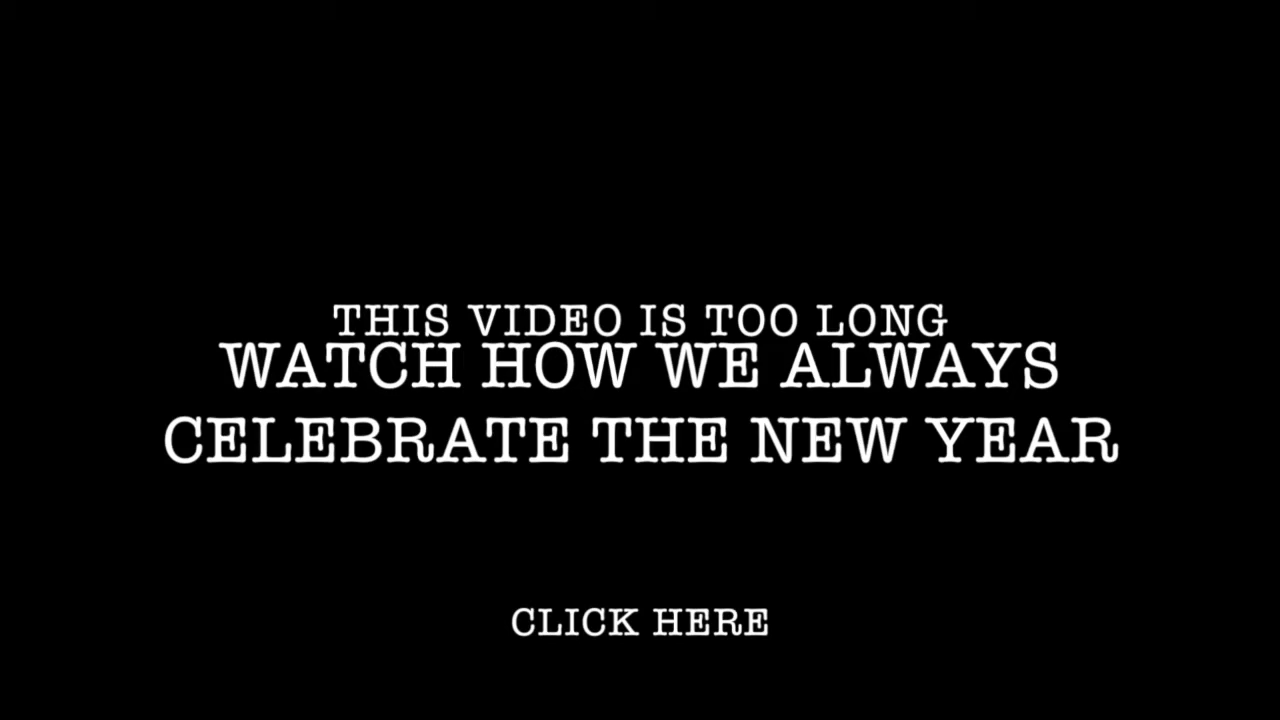 THIS VIDEO IS TOO LONG
WATCH HOW WE ALWAYS
CELEBRATE THE NEW YEAR
CLICK HERE